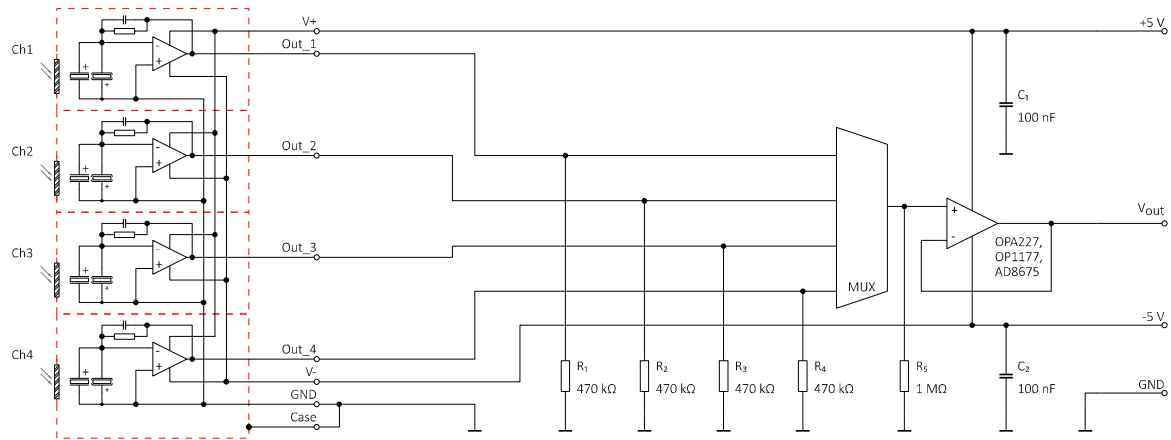 V+
+5 V
Ch1
Out_1
C₁
100 nF
Ch2
Out_2
Vout
Ch3
Out_3
OPA227,
OP1177,
AD8675
MUX
-5 V
Ch4
Out_4
V-
R₁
470 kΩ
R₂
470 kΩ
R₃
470 kΩ
R₄
470 kΩ
R₅
1 MΩ
C₂
100 nF
GND
GND
Case